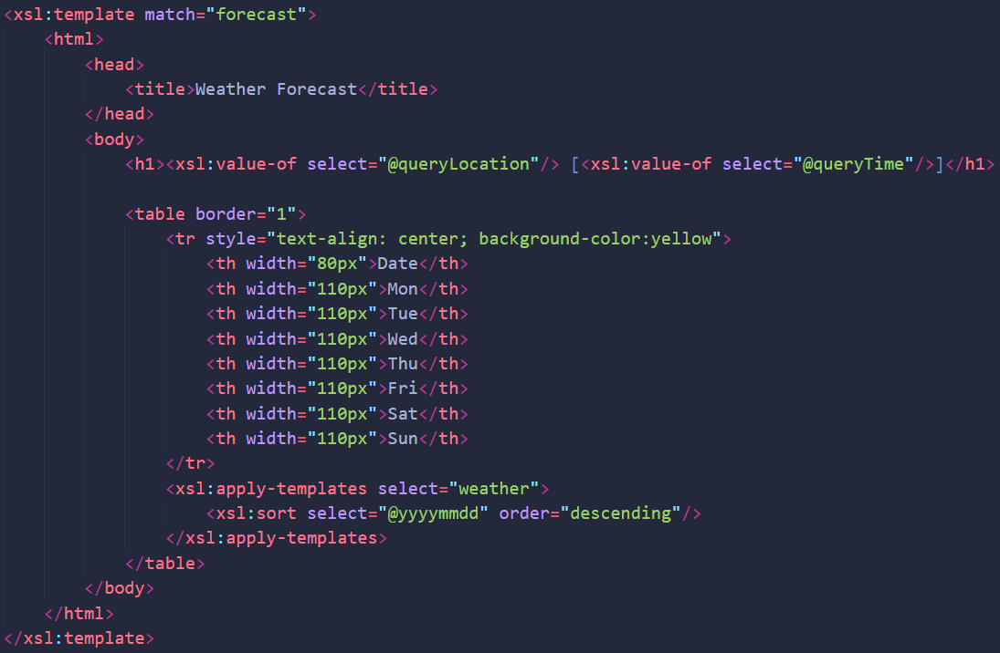 <xsl:template match="forecast">
    <html>
        <head>
            <title>Weather Forecast</title>
        </head>
        <body>
            <h1><xsl:value-of select="@queryLocation"/> [<xsl:value-of select="@queryTime"/>]</h1>

            <table border="1">
                <tr style="text-align: center; background-color:yellow">
                    <th width="80px">Date</th>
                    <th width="110px">Mon</th>
                    <th width="110px">Tue</th>
                    <th width="110px">Wed</th>
                    <th width="110px">Thu</th>
                    <th width="110px">Fri</th>
                    <th width="110px">Sat</th>
                    <th width="110px">Sun</th>
                </tr>
                <xsl:apply-templates select="weather">
                    <xsl:sort select="@yyyymmdd" order="descending"/>
                </xsl:apply-templates>
            </table>
        </body>
    </html>
</xsl:template>